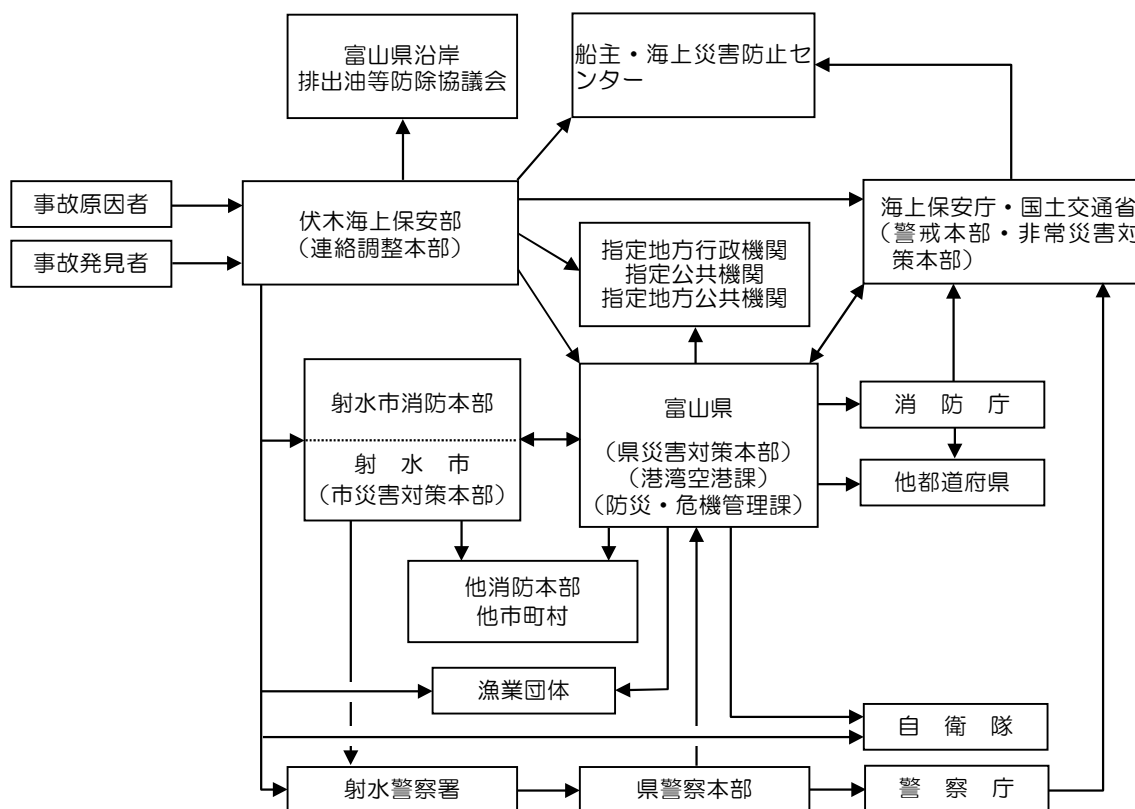 富山県沿岸
排出油等防除協議会
船主・海上災害防止セ
ンター
事故原因者
事故発見者
伏木海上保安部
（連絡調整本部）
海上保安庁・国土交通省
（警戒本部・非常災害対
策本部）
指定地方行政機関
指定公共機関
指定地方公共機関
射水市消防本部
射　水　市
（市災害対策本部）
富山県
（県災害対策本部）
（港湾空港課）
（防災・危機管理課）
消　防　庁
他都道府県
他消防本部
他市町村
漁業団体
自　衛　隊
射水警察署
県警察本部
警　察　庁